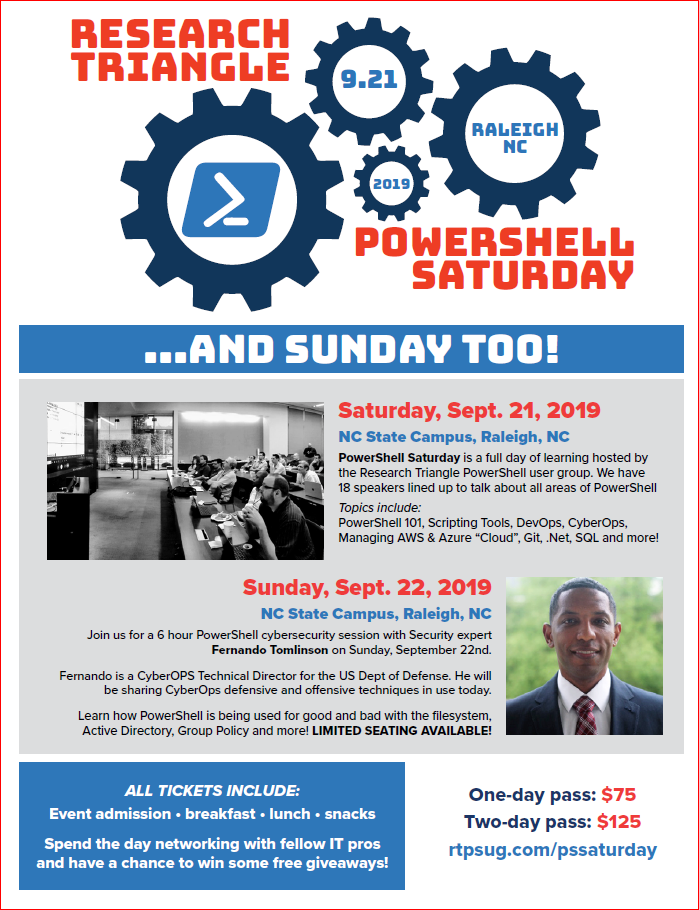 RESEARCH
TRIANGLE
9.21
RALEIGH
NC
2019
POWERSHELL
SATURDAY
...AND SUNDAY TOO!
Saturday, Sept. 21, 2019
NC State Campus, Raleigh, NC
PowerShell Saturday is a full day of learning hosted by
the Research Triangle PowerShell user group. We have
18 speakers lined up to talk about all areas of PowerShell
Topics include:
PowerShell 101, Scripting Tools, DevOps, CyberOps,
Managing AWS & Azure “Cloud”, Git, .Net, SQL and more!
Sunday, Sept. 22, 2019
NC State Campus, Raleigh, NC
Join us for a 6 hour PowerShell cybersecurity session with Security expert
Fernando Tomlinson on Sunday, September 22nd.
Fernando is a CyberOPS Technical Director for the US Dept of Defense. He will
be sharing CyberOps defensive and offensive techniques in use today.
Learn how PowerShell is being used for good and bad with the filesystem,
Active Directory, Group Policy and more! LIMITED SEATING AVAILABLE!
ALL TICKETS INCLUDE:
Event admission • breakfast • lunch • snacks
Spend the day networking with fellow IT pros
and have a chance to win some free giveaways!
One-day pass: $75
Two-day pass: $125
rtpsug.com/pssaturday